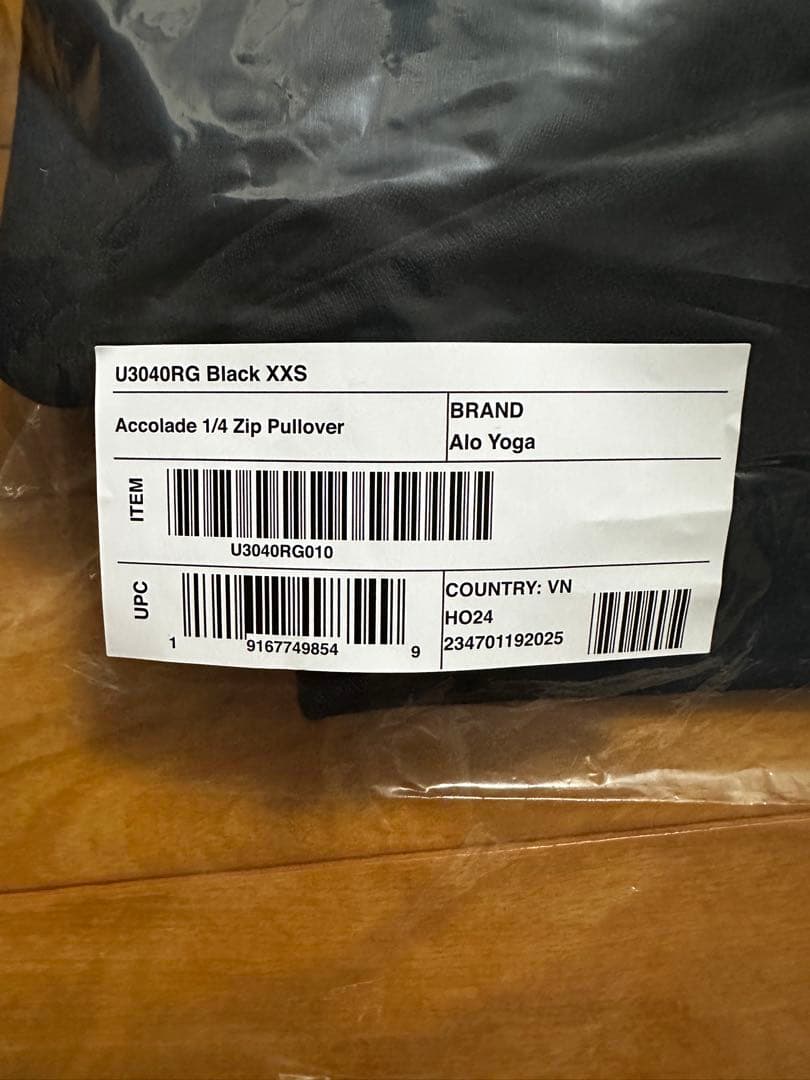 U3040RG Black XXS
Accolade 1/4 Zip Pullover
BRAND
Alo Yoga
ITEM
U3040RG010
UPC
1 9167749854 9
COUNTRY: VN
HO24
234701192025